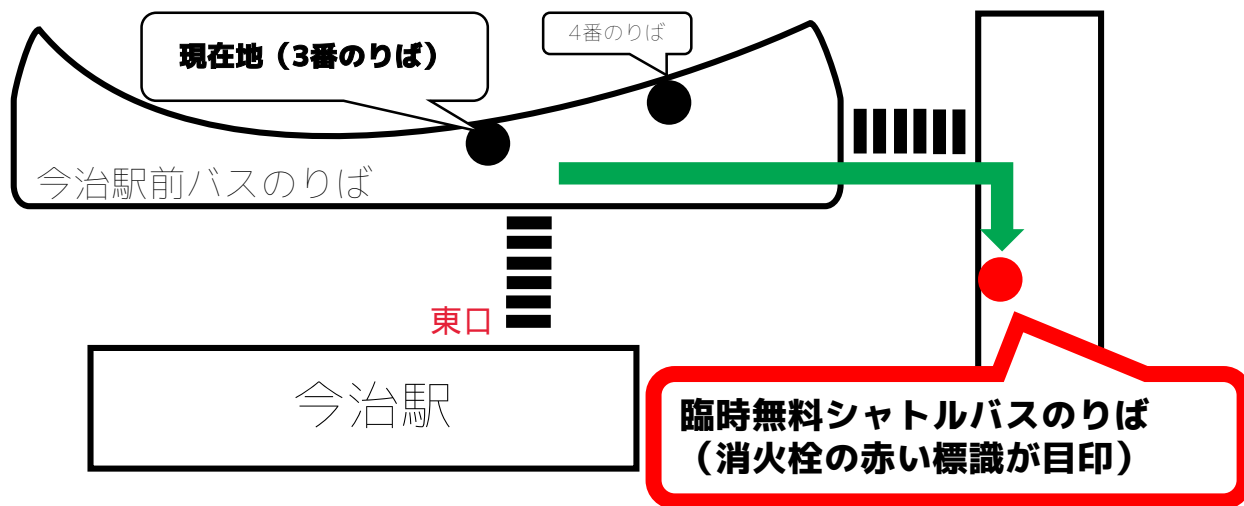 現在地（3番のりば）
4番のりば
今治駅前バスのりば
東口
今治駅
臨時無料シャトルバスのりば
（消火栓の赤い標識が目印）